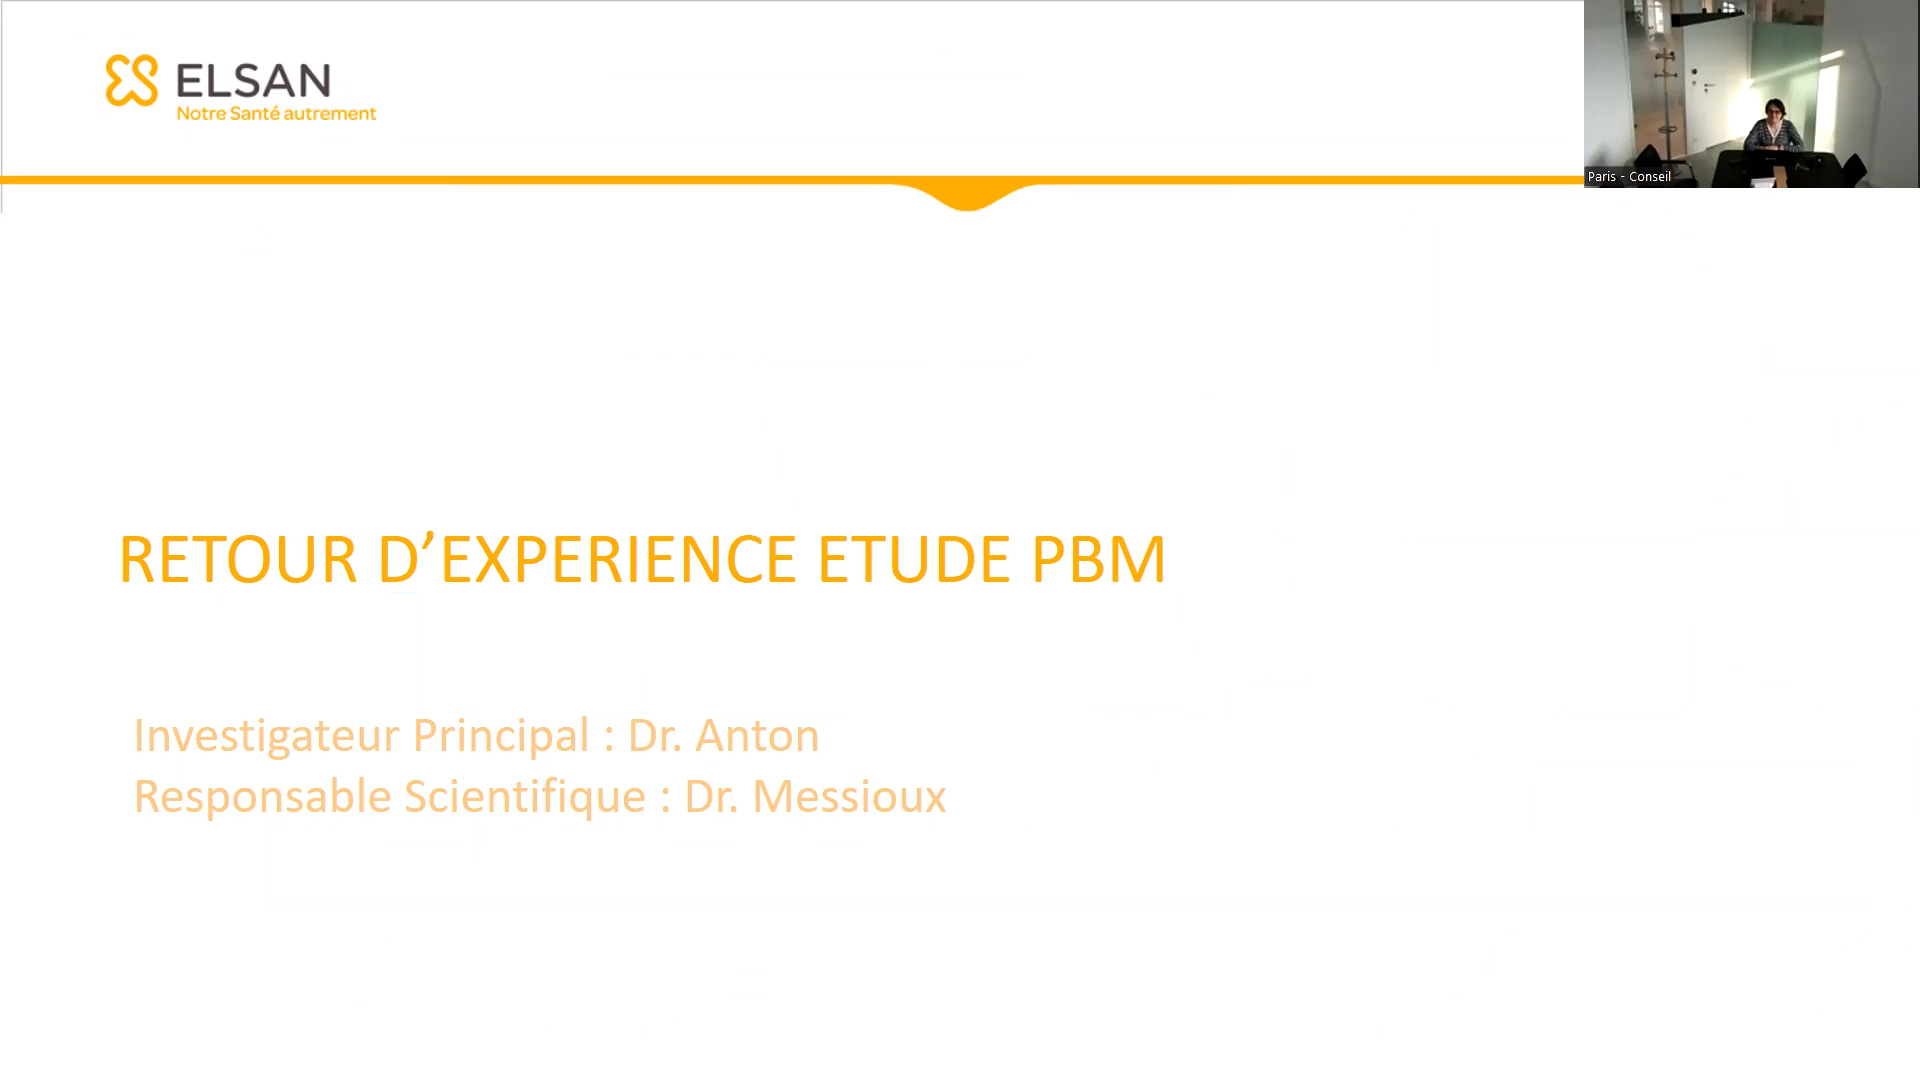 ELSAN
Notre Santé autrement
Paris - Conseil
RETOUR D’EXPERIENCE ETUDE PBM
Investigateur Principal : Dr. Anton
Responsable Scientifique : Dr. Messioux